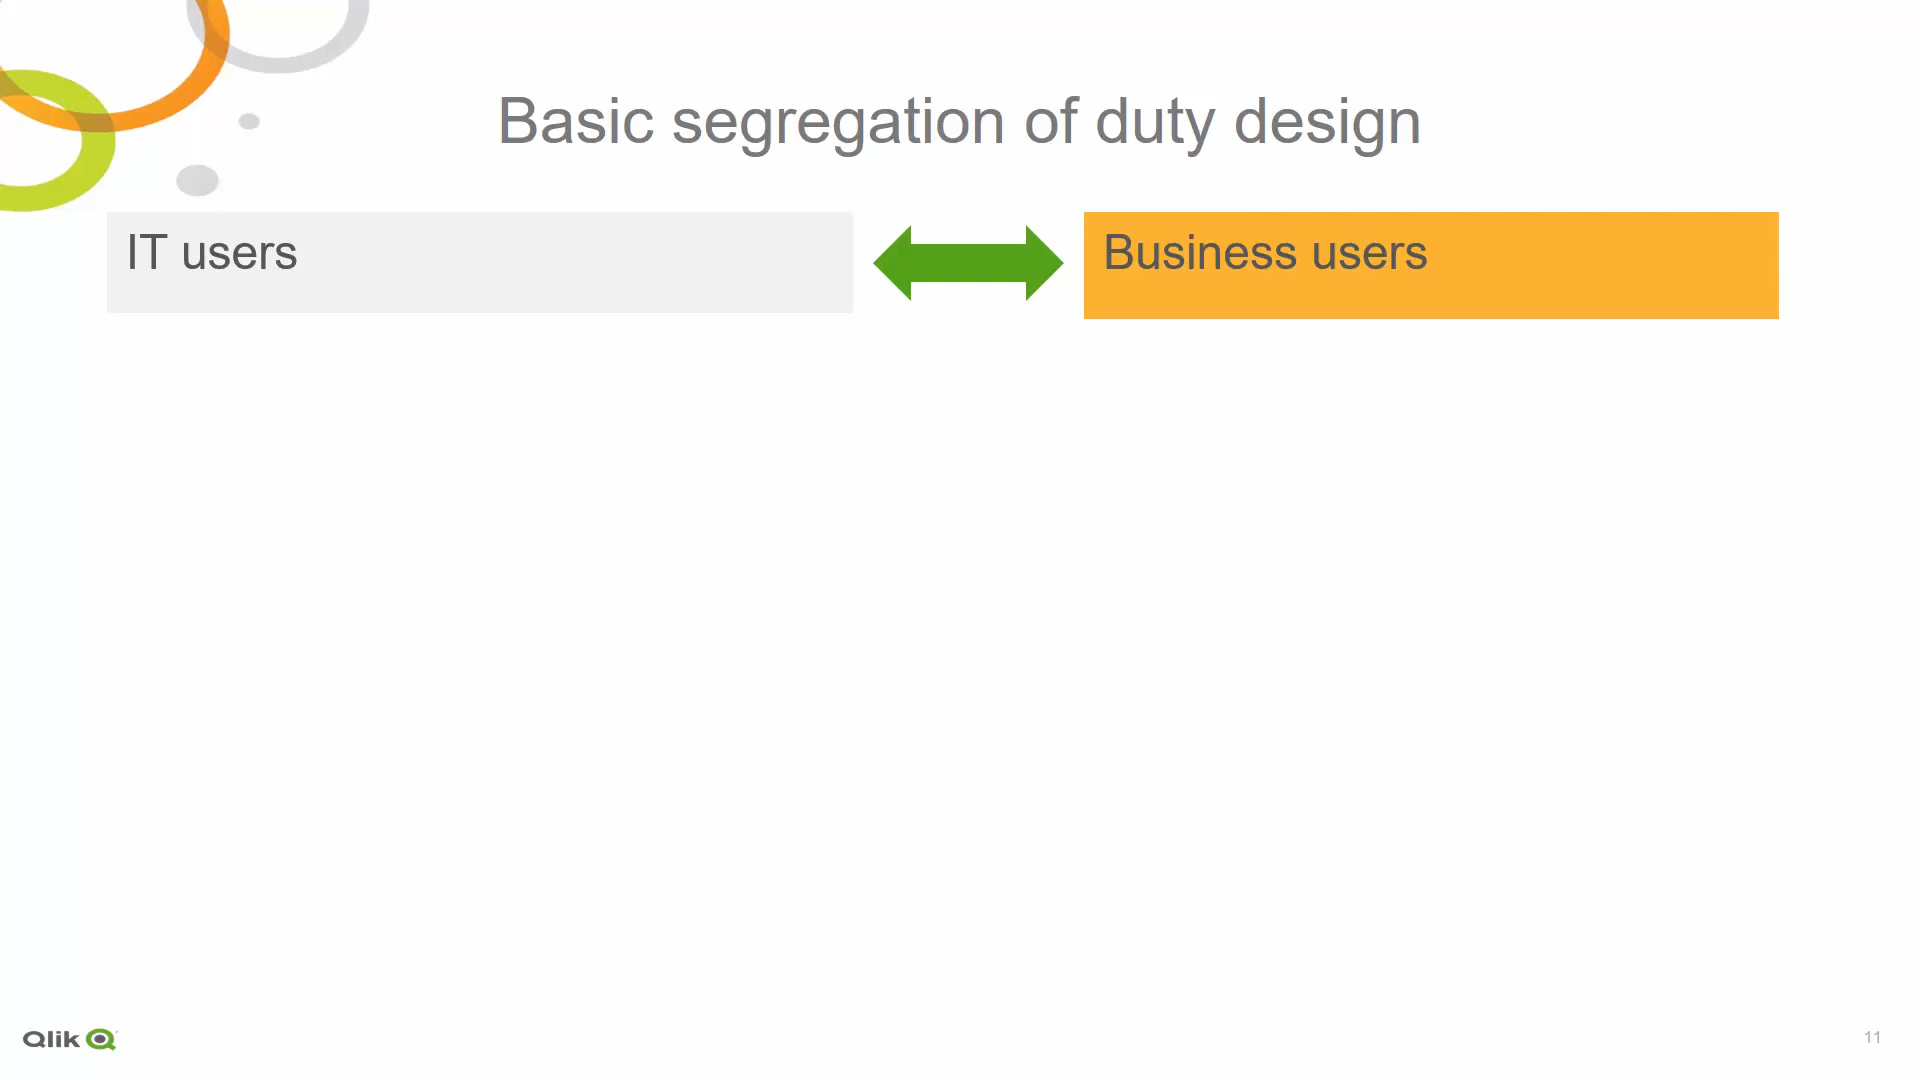 Basic segregation of duty design
IT users
Business users
Qlik
11